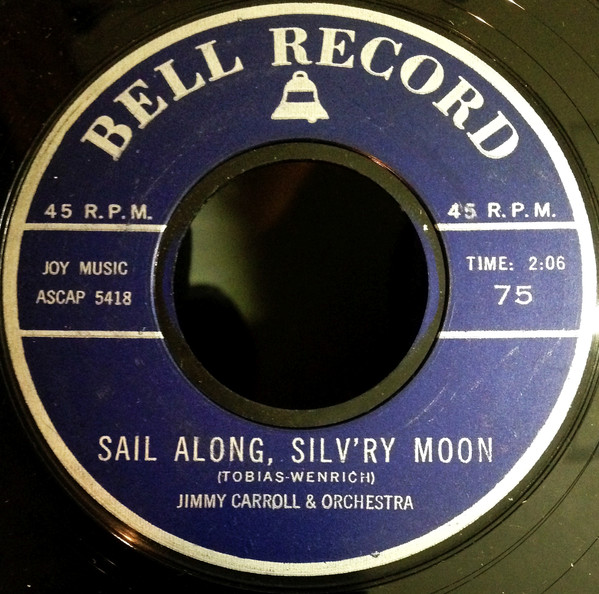 BELL RECORD
45 R.P.M.
45 R.P.M.
JOY MUSIC
ASCAP 5418
TIME: 2:06
75
SAIL ALONG, SILV'RY MOON
(TOBIAS-WENRICH)
JIMMY CARROLL & ORCHESTRA